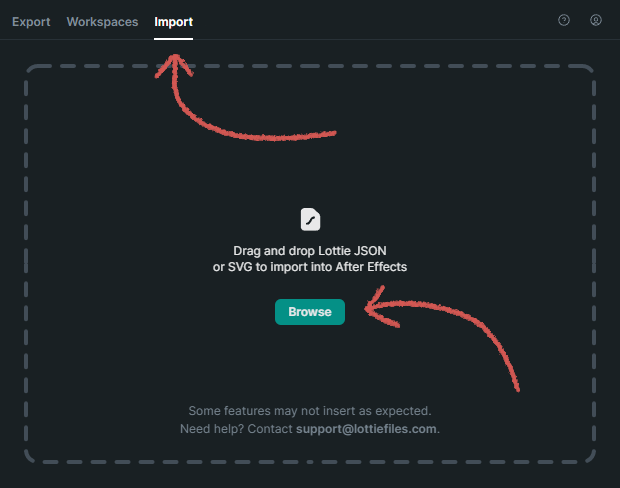 Export Workspaces Import
Drag and drop Lottie JSON
or SVG to import into After Effects
Browse
Some features may not insert as expected.
Need help? Contact support@lottiefiles.com.